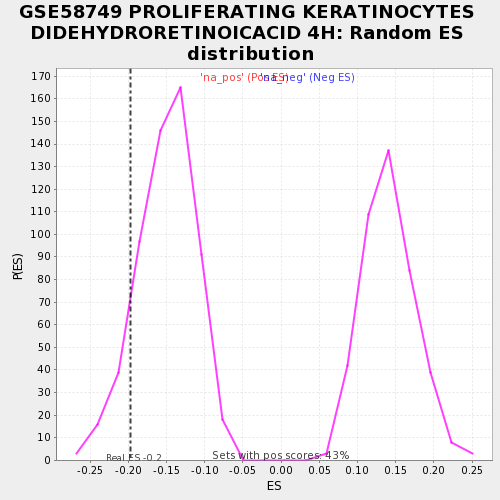 GSE58749 PROLIFERATING KERATINOCYTES
DIDEHYDRORETINOICACID 4H: Random ES
distribution
'na_pos' (Pos ES)
'na_neg' (Neg ES)
170
160
150
140
130
120
110
100
90
80
70
60
50
40
30
20
10
0
P(ES)
Real ES -0.2
Sets with pos scores: 43%
-0.25 -0.20 -0.15 -0.10 -0.05 0.00 0.05 0.10 0.15 0.20 0.25
ES